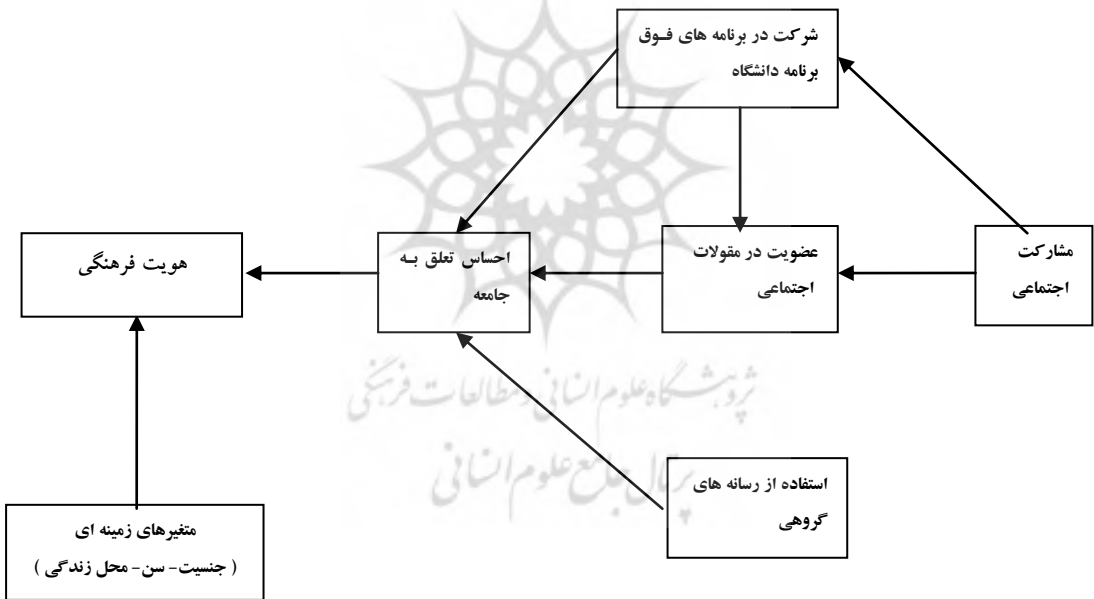 شرکت در برنامه های فوق
برنامه دانشگاه
مشارکت
اجتماعی
عضویت در مقولات
اجتماعی
احساس تعلق به
جامعه
هویت فرهنگی
استفاده از رسانه های
گروهی
متغیرهای زمینه ای
( جنسیت- سن- محل زندگی )
پژوهشگاه علوم انسانی و مطالعات فرهنگی
پرتال جامع علوم انسانی